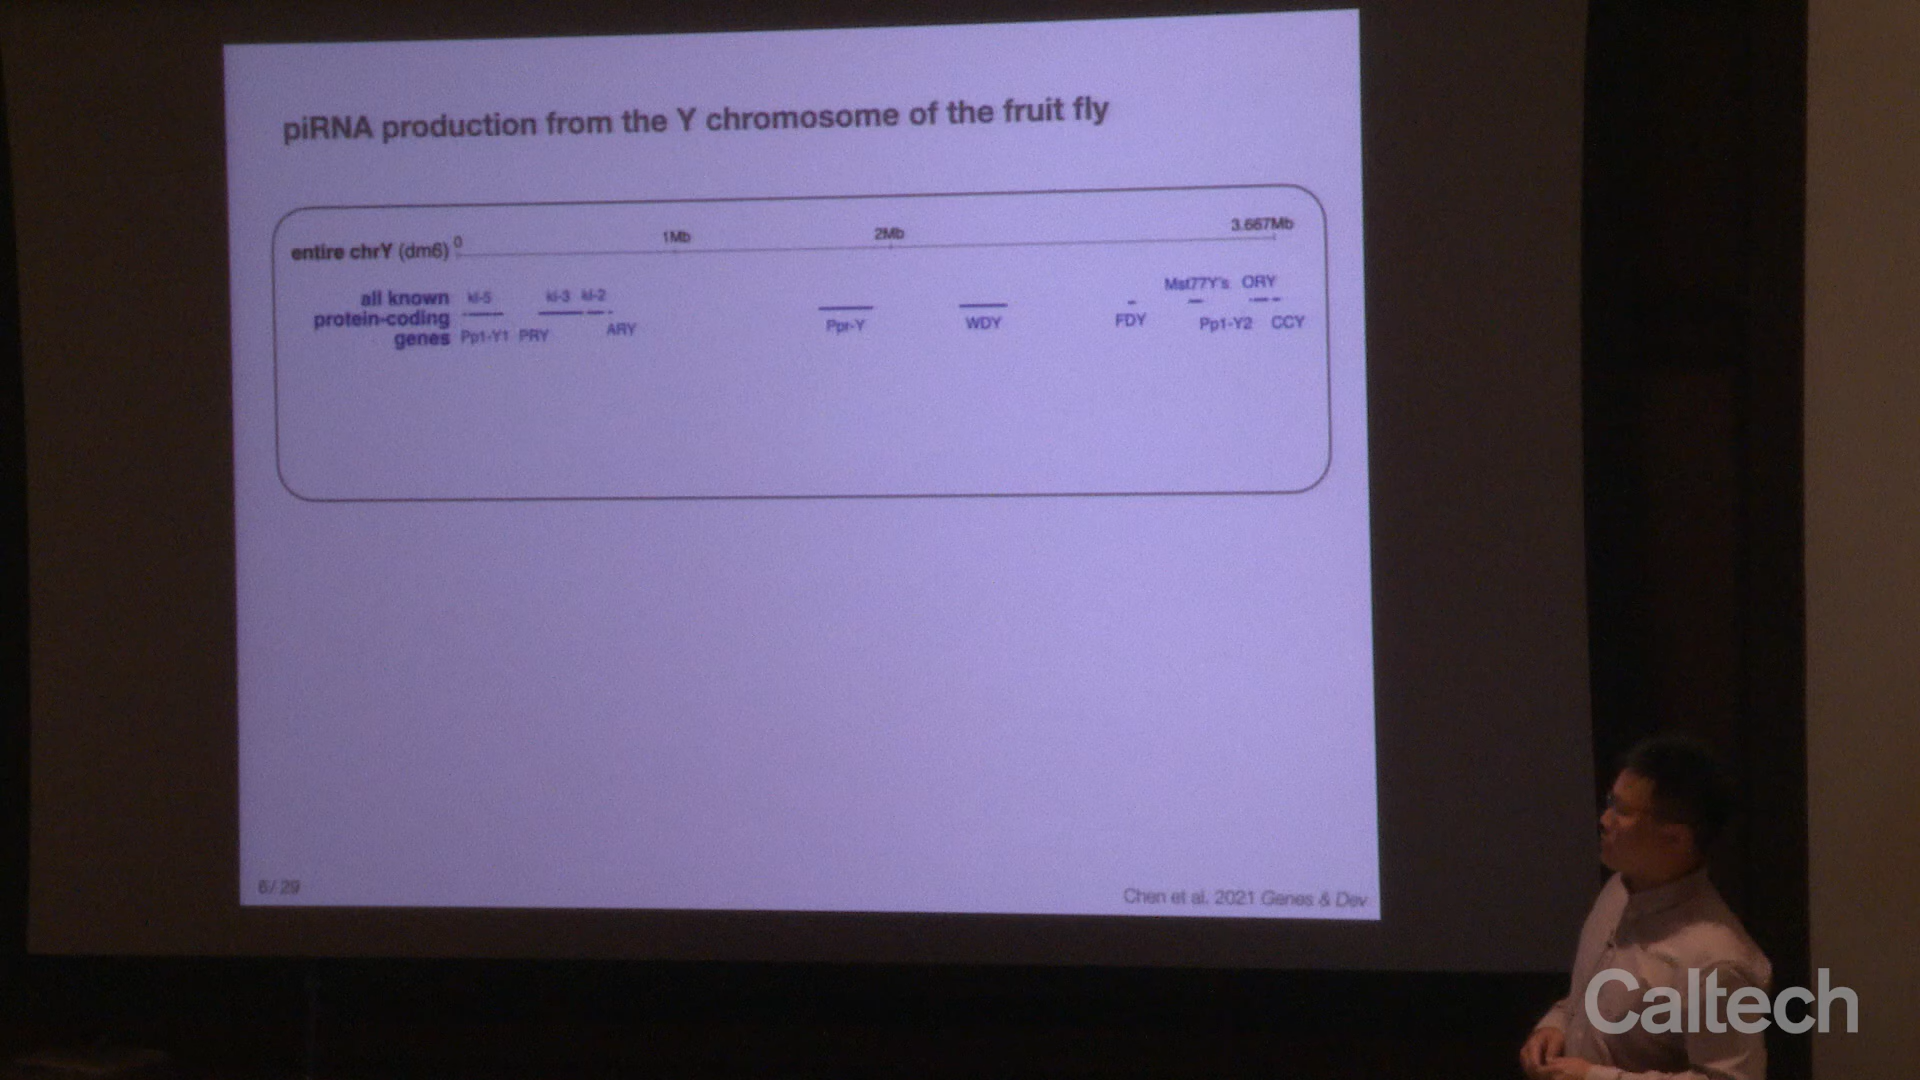 piRNA production from the Y chromosome of the fruit fly
entire chrY (dm6) 0 1Mb 2Mb 3.667Mb
Mst77Y's ORY
all known kl-5 kl-3 kl-2
protein-coding Ppr-Y WDY FDY Pp1-Y2 CCY
genes Pp1-Y1 PRY ARY
6/ 29
Chen et al. 2021 Genes & Dev
Caltech